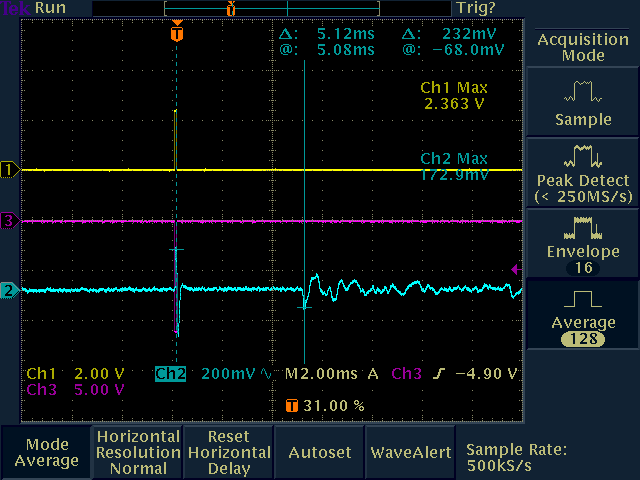 Tek Run Trig?
U
T
Δ: 5.12ms Δ: 232mV
@: 5.08ms @: −68.0mV
Ch1 Max
2.363 V
Ch2 Max
172.9mV
1
3
2
Ch1 2.00 V Ch2 200mV∿ M2.00ms A Ch3 ƒ −4.90 V
Ch3 5.00 V
T 31.00 %
Acquisition
Mode
Sample
Peak Detect
(< 250MS/s)
Envelope
16
Average
128
Mode
Average
Horizontal
Resolution
Normal
Reset
Horizontal
Delay
Autoset
WaveAlert
Sample Rate:
500kS/s